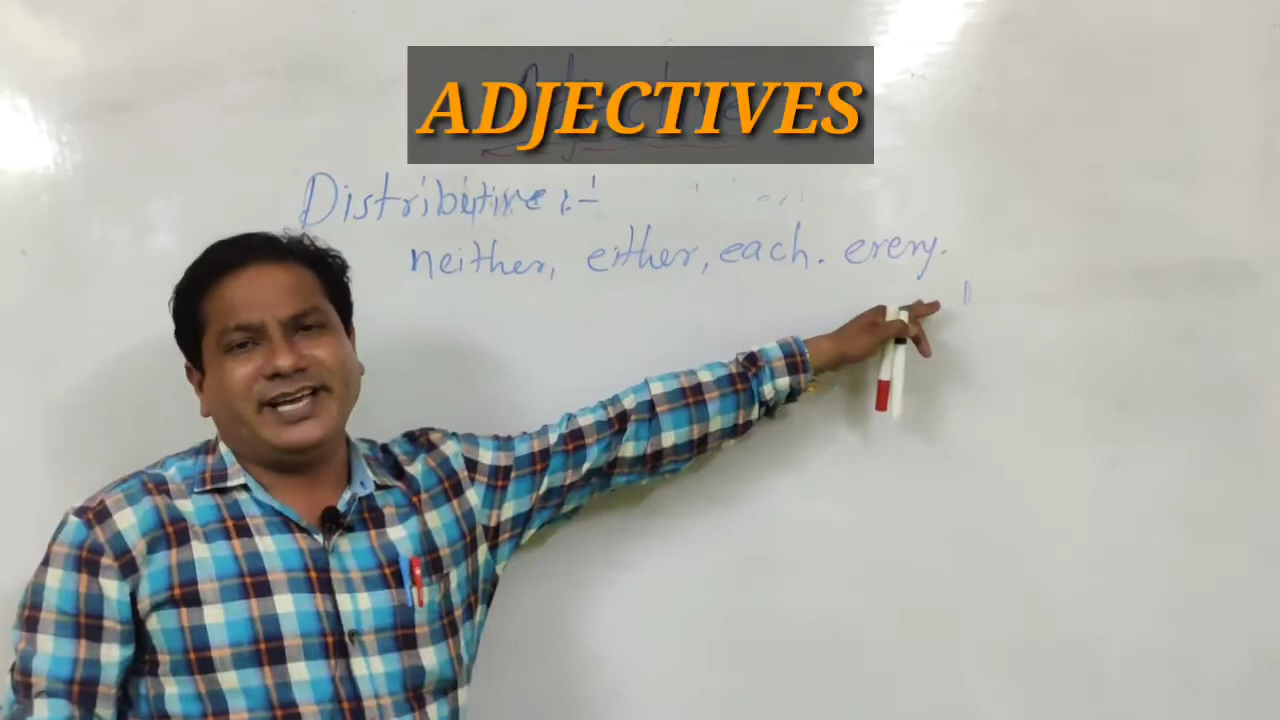 ADJECTIVES
Distributive :-
neither, either, each. every.